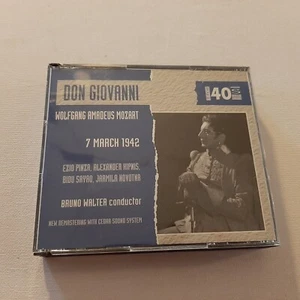 DON GIOVANNI
40
WOLFGANG AMADEUS MOZART
7 MARCH 1942
EZIO PINZA, ALEXANDER KIPNIS,
BIDU SAYAO, JARMILA NOVOTNA
BRUNO WALTER conductor
NEW REMASTERING WITH CEDAR SOUND SYSTEM